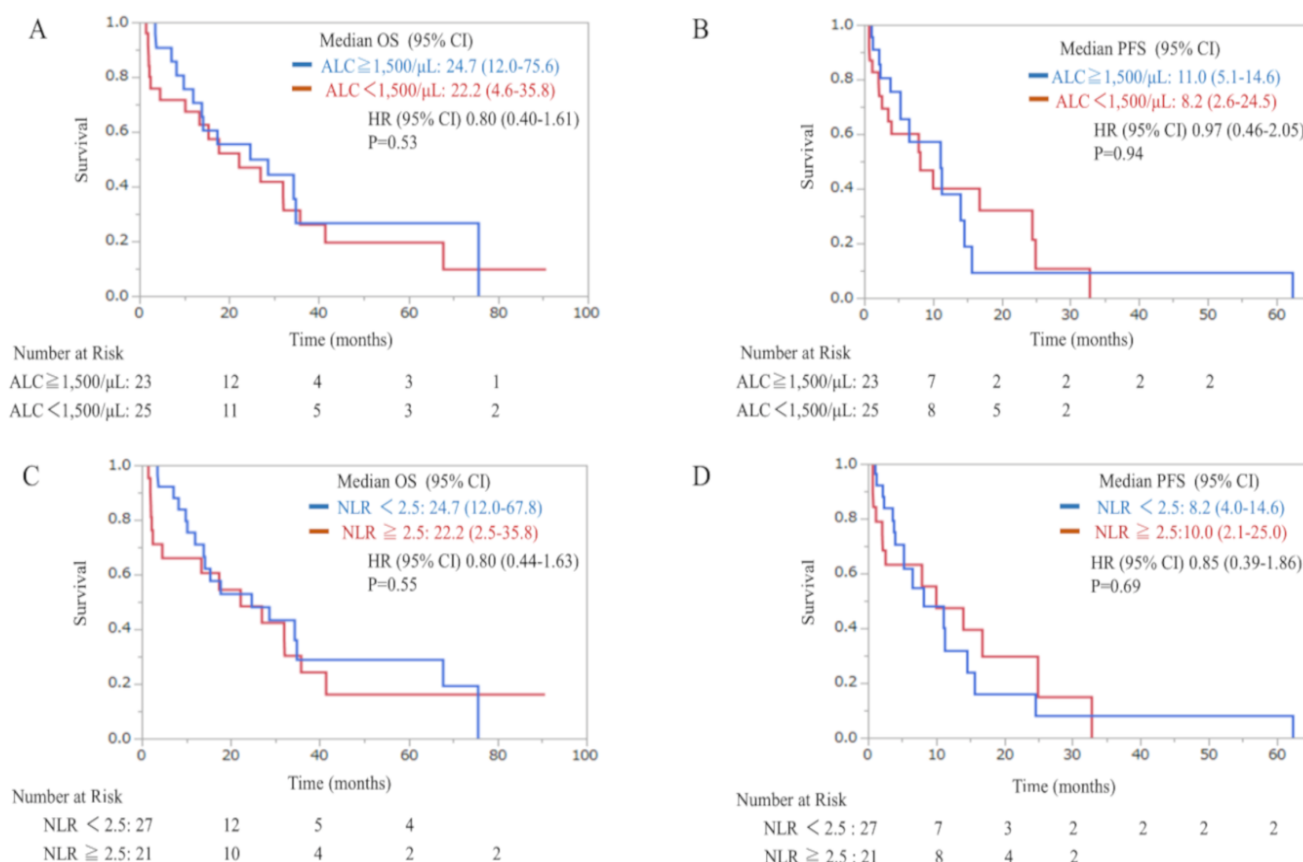 A
Median OS (95% CI)
ALC≧1,500/μL: 24.7 (12.0-75.6)
ALC<1,500/μL: 22.2 (4.6-35.8)
HR (95% CI) 0.80 (0.40-1.61)
P=0.53
Survival
1.0
0.8
0.6
0.4
0.2
0.0
0 20 40 60 80 100
Time (months)
Number at Risk
ALC≧1,500/μL: 23 12 4 3 1
ALC<1,500/μL: 25 11 5 3 2
B
Median PFS (95% CI)
ALC≧1,500/μL: 11.0 (5.1-14.6)
ALC<1,500/μL: 8.2 (2.6-24.5)
HR (95% CI) 0.97 (0.46-2.05)
P=0.94
Survival
1.0
0.8
0.6
0.4
0.2
0.0
0 10 20 30 40 50 60
Time (months)
Number at Risk
ALC≧1,500/μL: 23 7 2 2 2 2
ALC<1,500/μL: 25 8 5 2
C
Median OS (95% CI)
NLR < 2.5: 24.7 (12.0-67.8)
NLR ≧ 2.5: 22.2 (2.5-35.8)
HR (95% CI) 0.80 (0.44-1.63)
P=0.55
Survival
1.0
0.8
0.6
0.4
0.2
0.0
0 20 40 60 80 100
Time (months)
Number at Risk
NLR < 2.5: 27 12 5 4
NLR ≧ 2.5: 21 10 4 2 2
D
Median PFS (95% CI)
NLR < 2.5: 8.2 (4.0-14.6)
NLR ≧ 2.5:10.0 (2.1-25.0)
HR (95% CI) 0.85 (0.39-1.86)
P=0.69
Survival
1.0
0.8
0.6
0.4
0.2
0.0
0 10 20 30 40 50 60
Time (months)
Number at Risk
NLR < 2.5 : 27 7 3 2 2 2 2
NLR ≧ 2.5 : 21 8 4 2